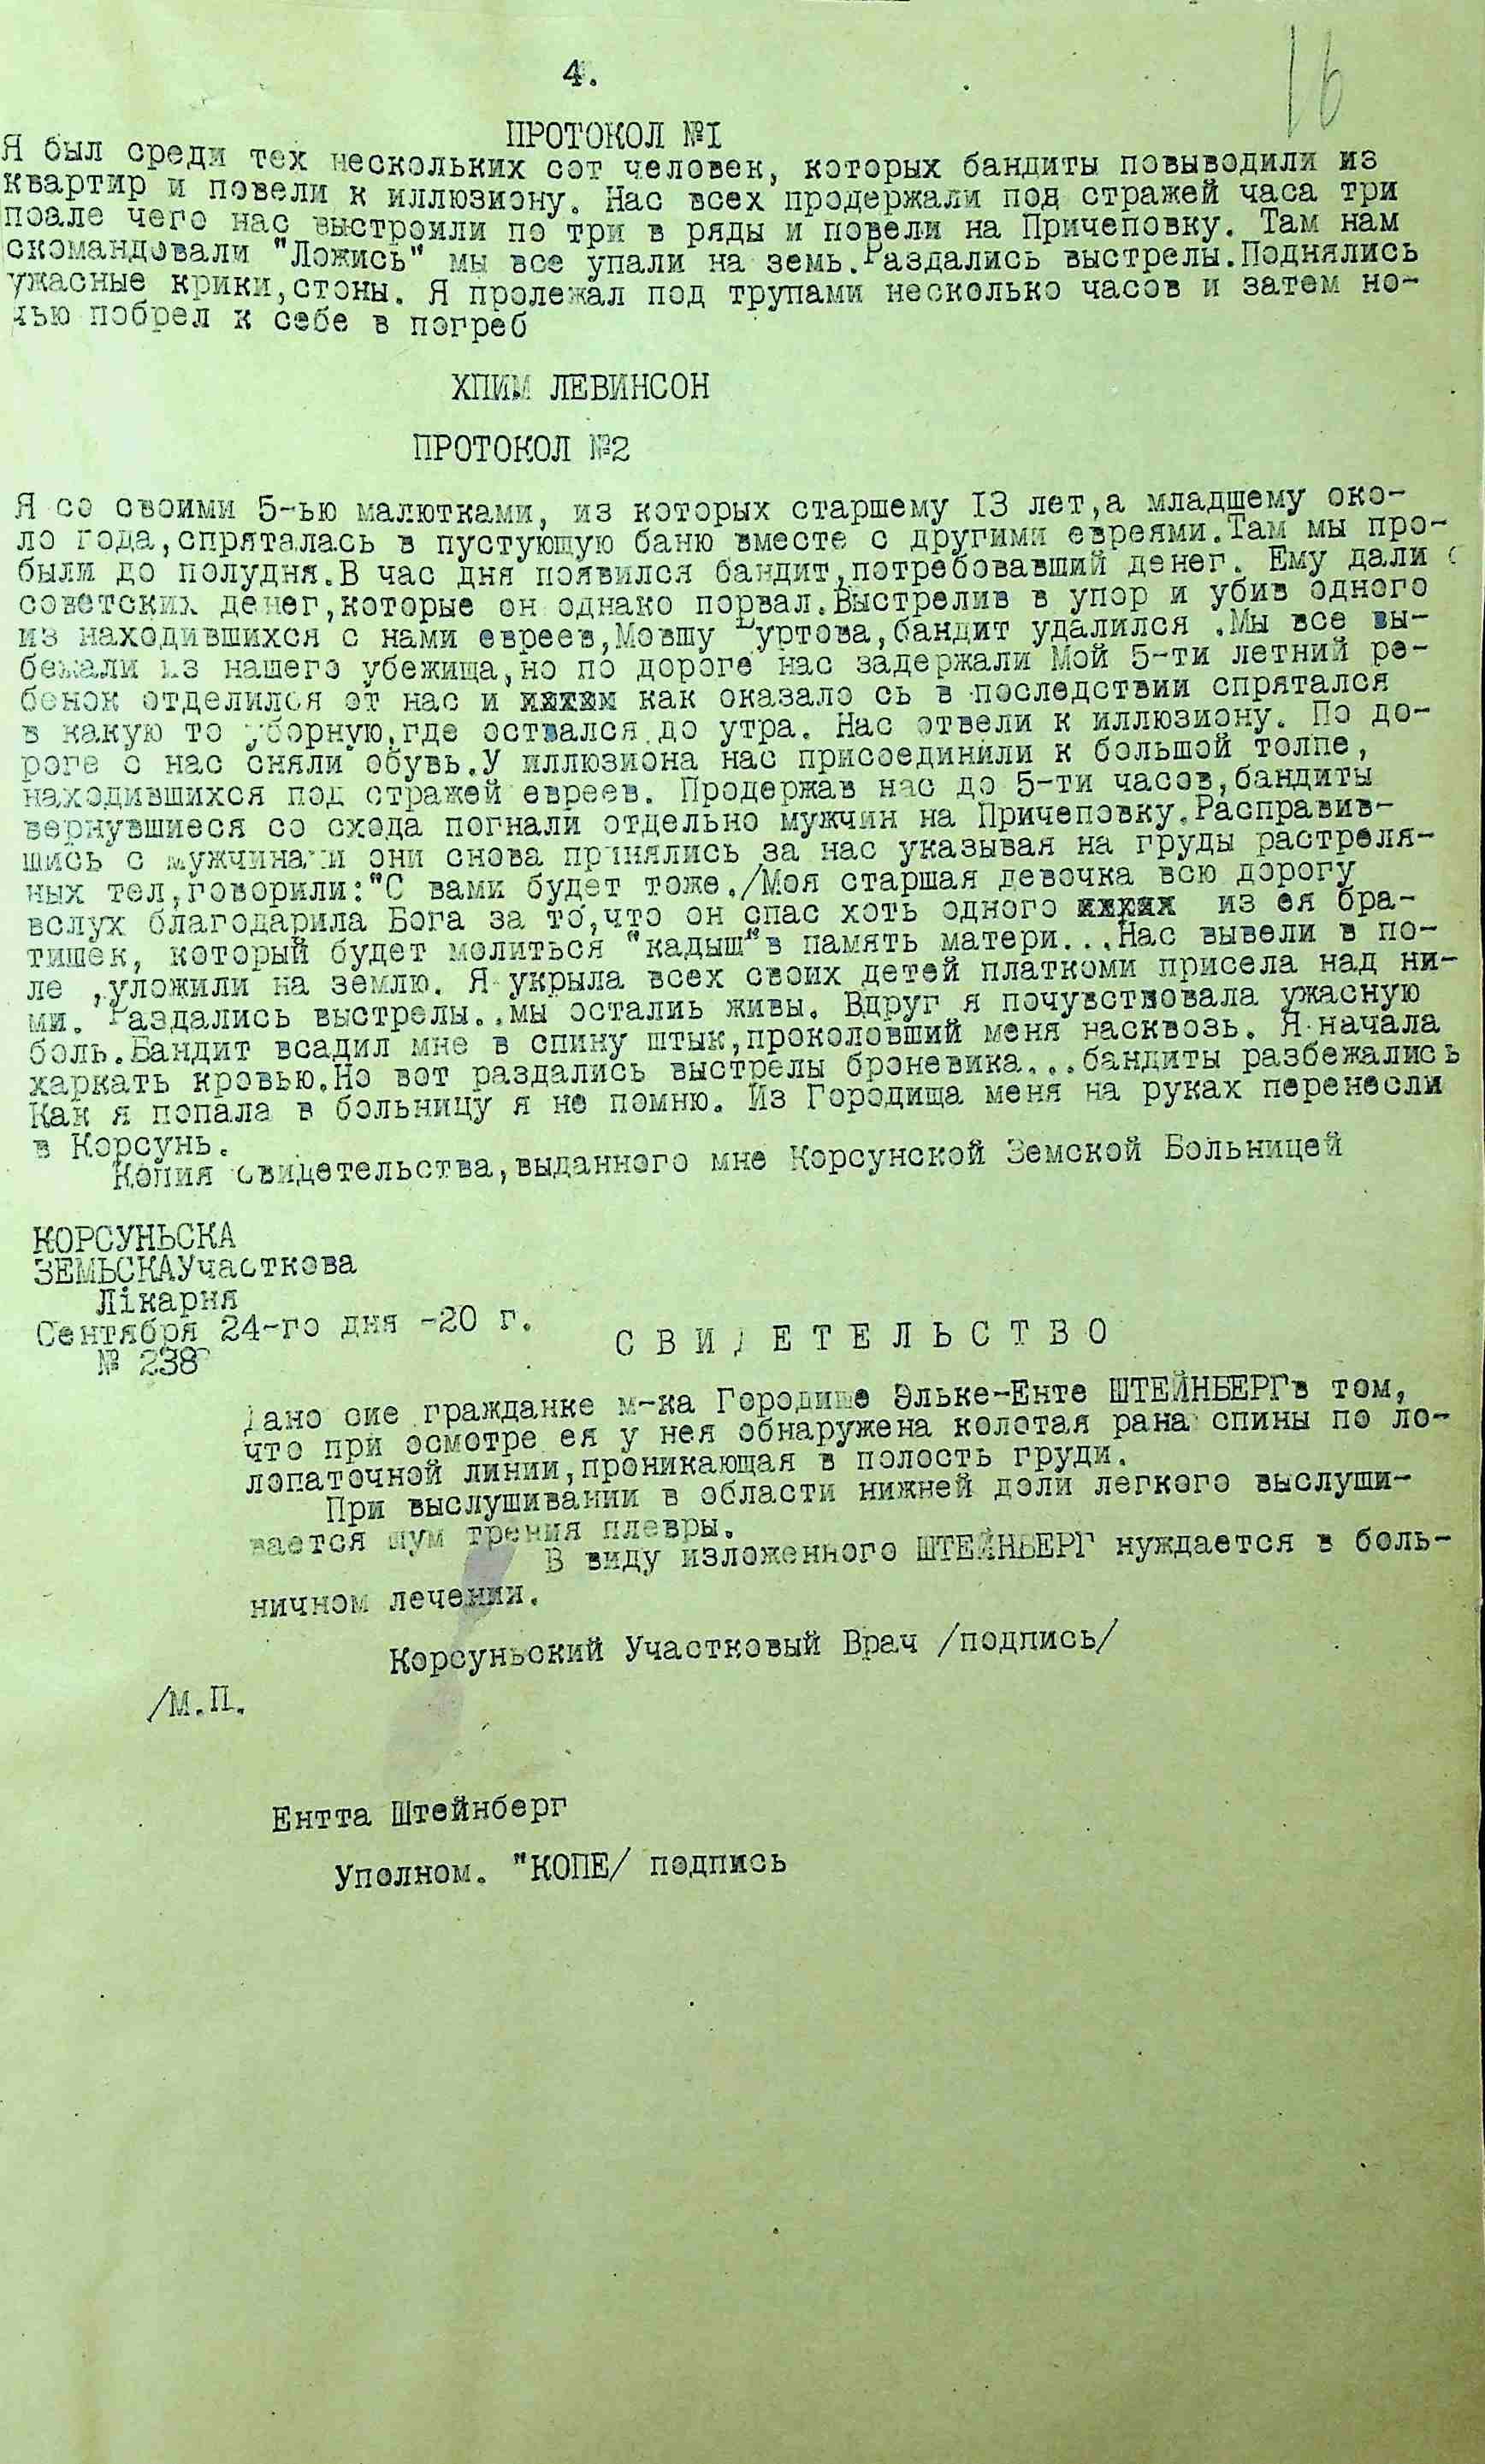 4.
16
ПРОТОКОЛ №I
Я был среди тех нескольких сот человек, которых бандиты повыводили из
квартир и повели к иллюзиону. Нас всех продержали под стражей часа три
поале чего нас выстроили по три в ряды и повели на Причеповку. Там нам
скомандовали "Ложись" мы все упали на земь.Раздались выстрелы.Поднялись
ужасные крики,стоны. Я пролежал под трупами несколько часов и затем но-
чью побрел к себе в погреб
ХПИМ ЛЕВИНСОН
ПРОТОКОЛ №2
Я со своими 5-ью малютками, из которых старшему I3 лет,а младшему око-
ло года,спряталась в пустующую баню вместе с другими евреями.Там мы про-
были до полудня.В час дня появился бандит,потребовавший денег. Ему дали
советских денег,которые он однако порвал.Выстрелив в упор и убив одного
из находившихся с нами евреев,Мовшу уртова,бандит удалился .Мы все вы-
бежали из нашего убежища,но по дороге нас задержали Мой 5-ти летний ре-
бенок отделился от нас и как оказало сь в последствии спрятался
в какую то уборную,где оствался до утра. Нас отвели к иллюзиону. По до-
роге с нас сняли обувь.У иллюзиона нас присоединили к большой толпе,
находившихся под стражей евреев. Продержав нас до 5-ти часов,бандиты
вернувшиеся со схода погнали отдельно мужчин на Причеповку.Расправив-
шись с мужчинами они снова принялись за нас указывая на груды растреля-
ных тел,говорили:"С вами будет тоже./Моя старшая девочка всю дорогу
вслух благодарила Бога за то,что он спас хоть одного из ея бра-
тишек, который будет молиться "кадыш"в память матери...Нас вывели в по-
ле ,уложили на землю. Я укрыла всех своих детей платкоми присела над ни-
ми. Раздались выстрелы..мы осталиь живы. Вдруг я почувствовала ужасную
боль.Бандит всадил мне в спину штык,проколовший меня насквозь. Я начала
харкать кровью.Но вот раздались выстрелы броневика...бандиты разбежались
Как я попала в больницу я не помню. Из Городища меня на руках перенесли
в Корсунь.
Копия свидетельства,выданного мне Корсунской Земской Больницей
КОРСУНЬСКА
ЗЕМЬСКАУчасткова
Лікарня
Сентября 24-го дня -20 г.
№ 238
С В И Д Е Т Е Л Ь С Т В О
Дано сие гражданке м-ка Городище Эльке-Енте ШТЕЙНБЕРГв том,
что при осмотре ея у нея обнаружена колотая рана спины по ло-
лопаточной линии,проникающая в полость груди.
При выслушивании в области нижней доли легкого выслуши-
вается шум трения плевры.
В виду изложенного ШТЕЙНБЕРГ нуждается в боль-
ничном лечении.
Корсуньский Участковый Врач /подпись/
/М.П.
Ентта Штейнберг
Уполном. "КОПЕ/ подпись